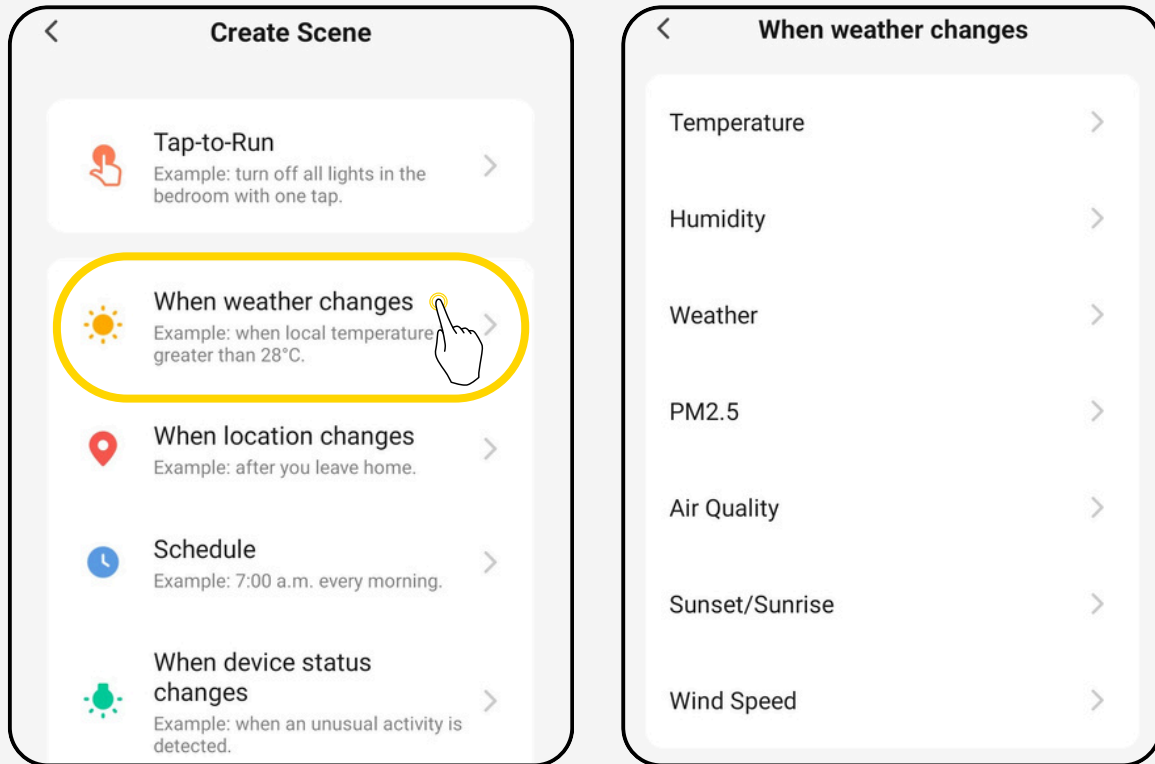 Create Scene
Tap-to-Run
Example: turn off all lights in the
bedroom with one tap.
When weather changes
Example: when local temperature
greater than 28°C.
When location changes
Example: after you leave home.
Schedule
Example: 7:00 a.m. every morning.
When device status
changes
Example: when an unusual activity is
detected.
When weather changes
Temperature
Humidity
Weather
PM2.5
Air Quality
Sunset/Sunrise
Wind Speed